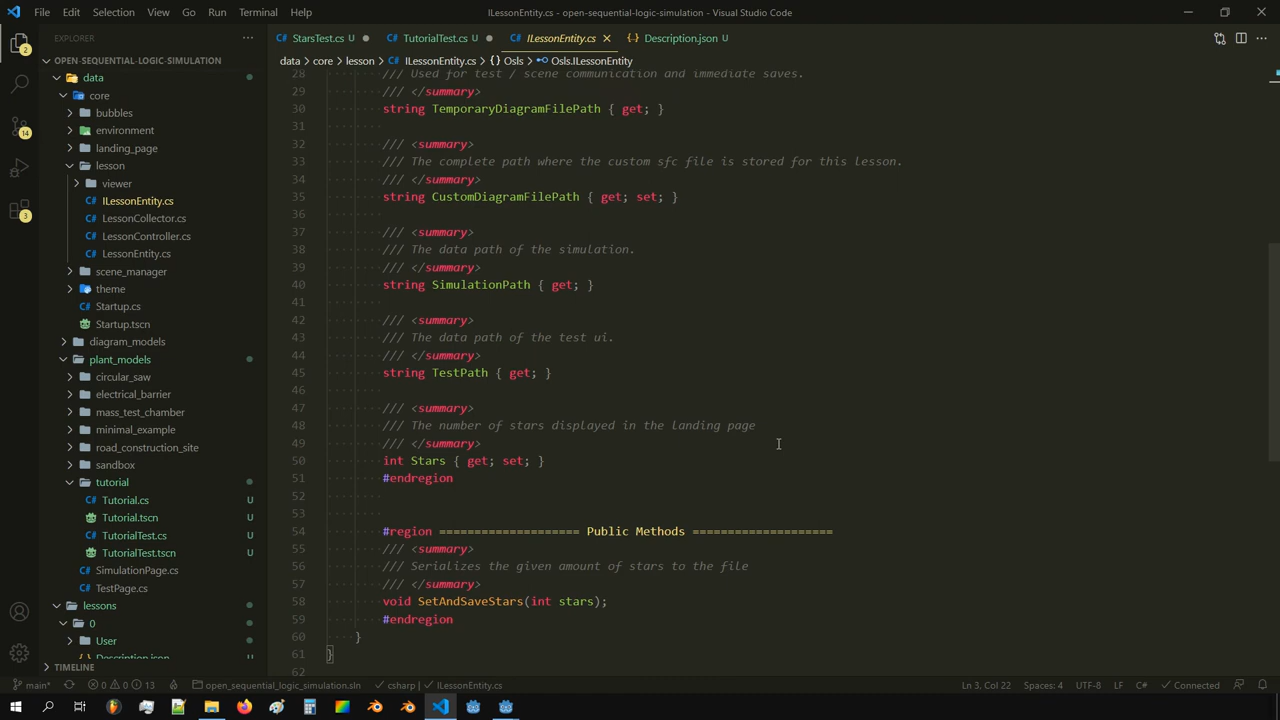 File Edit Selection View Go Run Terminal Help
ILessonEntity.cs - open-sequential-logic-simulation - Visual Studio Code
EXPLORER
StarsTest.cs
TutorialTest.cs
ILessonEntity.cs
Description.json U
OPEN-SEQUENTIAL-LOGIC-SIMULATION
data > core > lesson > C# ILessonEntity.cs > {} Osls > Osls.ILessonEntity
data
core
bubbles
environment
landing_page
lesson
viewer
ILessonEntity.cs
LessonCollector.cs
LessonController.cs
LessonEntity.cs
scene_manager
theme
Startup.cs
Startup.tscn
diagram_models
plant_models
circular_saw
electrical_barrier
mass_test_chamber
minimal_example
road_construction_site
sandbox
tutorial
Tutorial.cs U
Tutorial.tscn U
TutorialTest.cs U
TutorialTest.tscn U
SimulationPage.cs
TestPage.cs
lessons
0
User
Description.json U
TIMELINE
2
14
3
28 /// Used for test / scene communication and immediate saves.
29 /// </summary>
30 string TemporaryDiagramFilePath { get; }
31
32 /// <summary>
33 /// The complete path where the custom sfc file is stored for this lesson.
34 /// </summary>
35 string CustomDiagramFilePath { get; set; }
36
37 /// <summary>
38 /// The data path of the simulation.
39 /// </summary>
40 string SimulationPath { get; }
41
42 /// <summary>
43 /// The data path of the test ui.
44 /// </summary>
45 string TestPath { get; }
46
47 /// <summary>
48 /// The number of stars displayed in the landing page
49 /// </summary>
50 int Stars { get; set; }
51 #endregion
52
53
54 #region ==================== Public Methods ====================
55 /// <summary>
56 /// Serializes the given amount of stars to the file
57 /// </summary>
58 void SetAndSaveStars(int stars);
59 #endregion
60 }
61 }
62
main* 0 0 13 open_sequential_logic_simulation.sln csharp | ILessonEntity.cs
Ln 3, Col 22 Spaces: 4 UTF-8 LF C# Connected